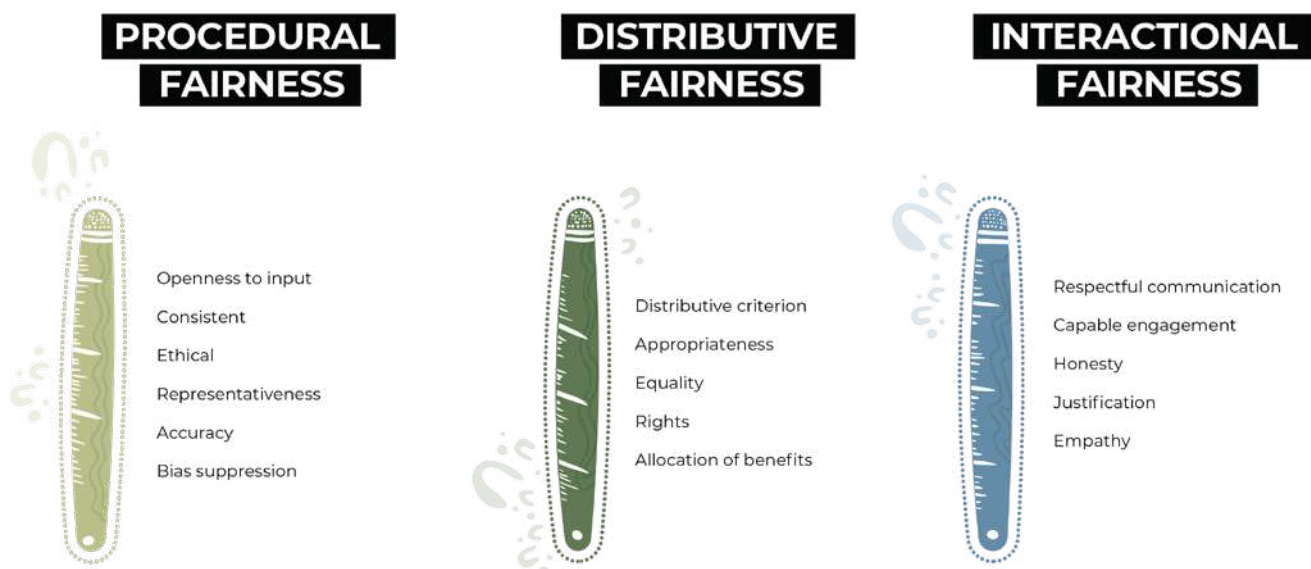 PROCEDURAL
FAIRNESS
Openness to input
Consistent
Ethical
Representativeness
Accuracy
Bias suppression
DISTRIBUTIVE
FAIRNESS
Distributive criterion
Appropriateness
Equality
Rights
Allocation of benefits
INTERACTIONAL
FAIRNESS
Respectful communication
Capable engagement
Honesty
Justification
Empathy